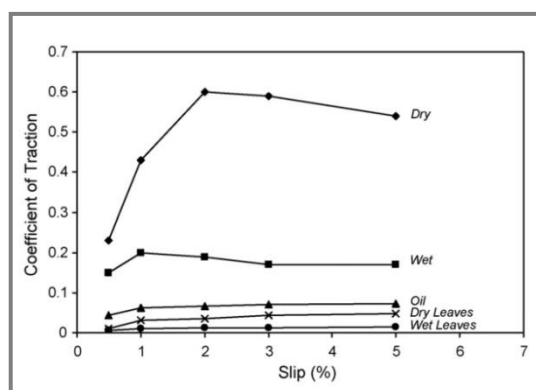 0.7
0.6
0.5
0.4
0.3
0.2
0.1
0
Coefficient of Traction
Dry
Wet
Oil
Dry Leaves
Wet Leaves
0 1 2 3 4 5 6 7
Slip (%)